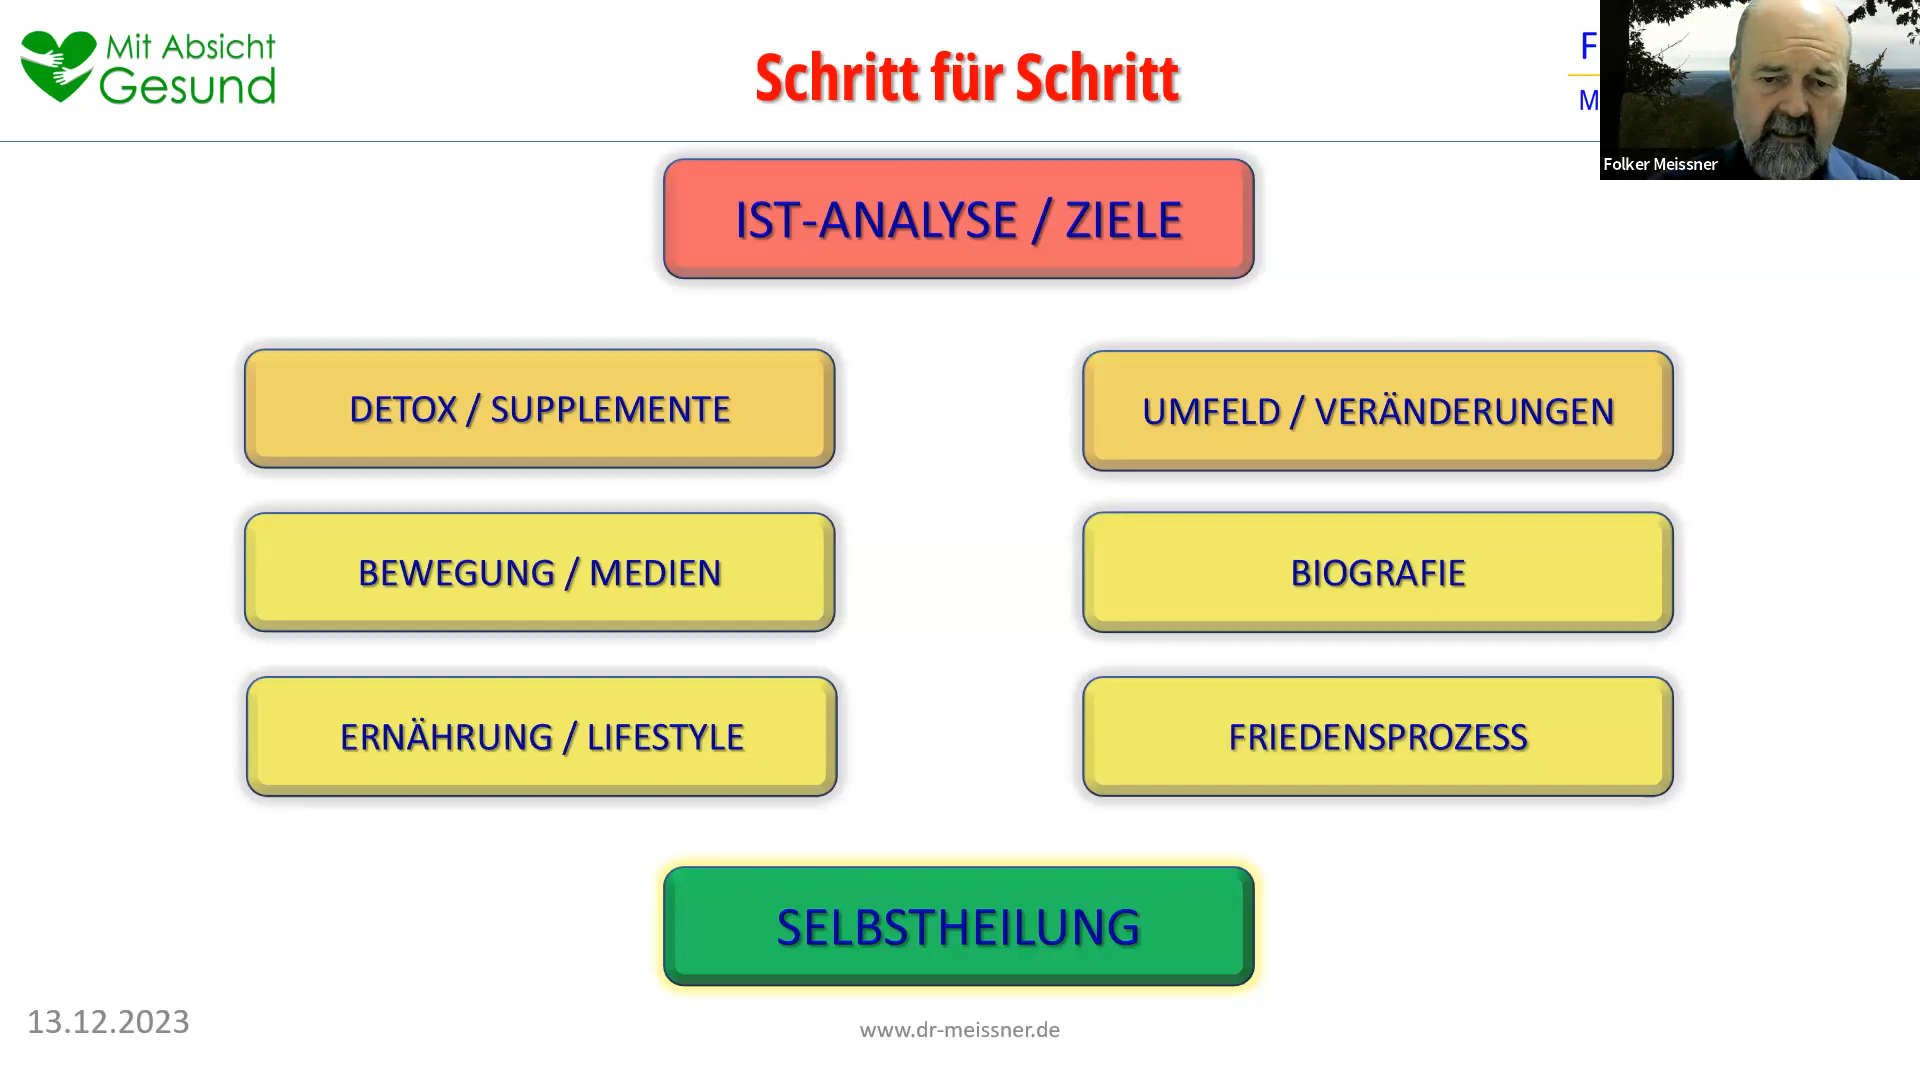 Mit Absicht
Gesund
Schritt für Schritt
F
M
Folker Meissner
IST-ANALYSE / ZIELE
DETOX / SUPPLEMENTE
UMFELD / VERÄNDERUNGEN
BEWEGUNG / MEDIEN
BIOGRAFIE
ERNÄHRUNG / LIFESTYLE
FRIEDENSPROZESS
SELBSTHEILUNG
13.12.2023
www.dr-meissner.de